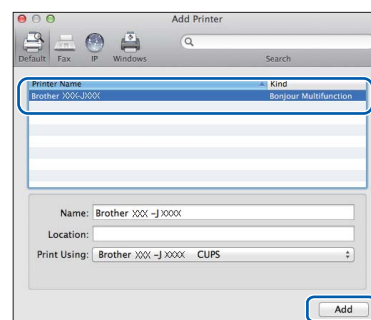 Add Printer
Default Fax IP Windows Search
Printer Name Kind
Brother XXX-JXXX Bonjour Multifunction
Name: Brother XXX -J XXXX
Location:
Print Using: Brother XXX -J XXXX CUPS
Add